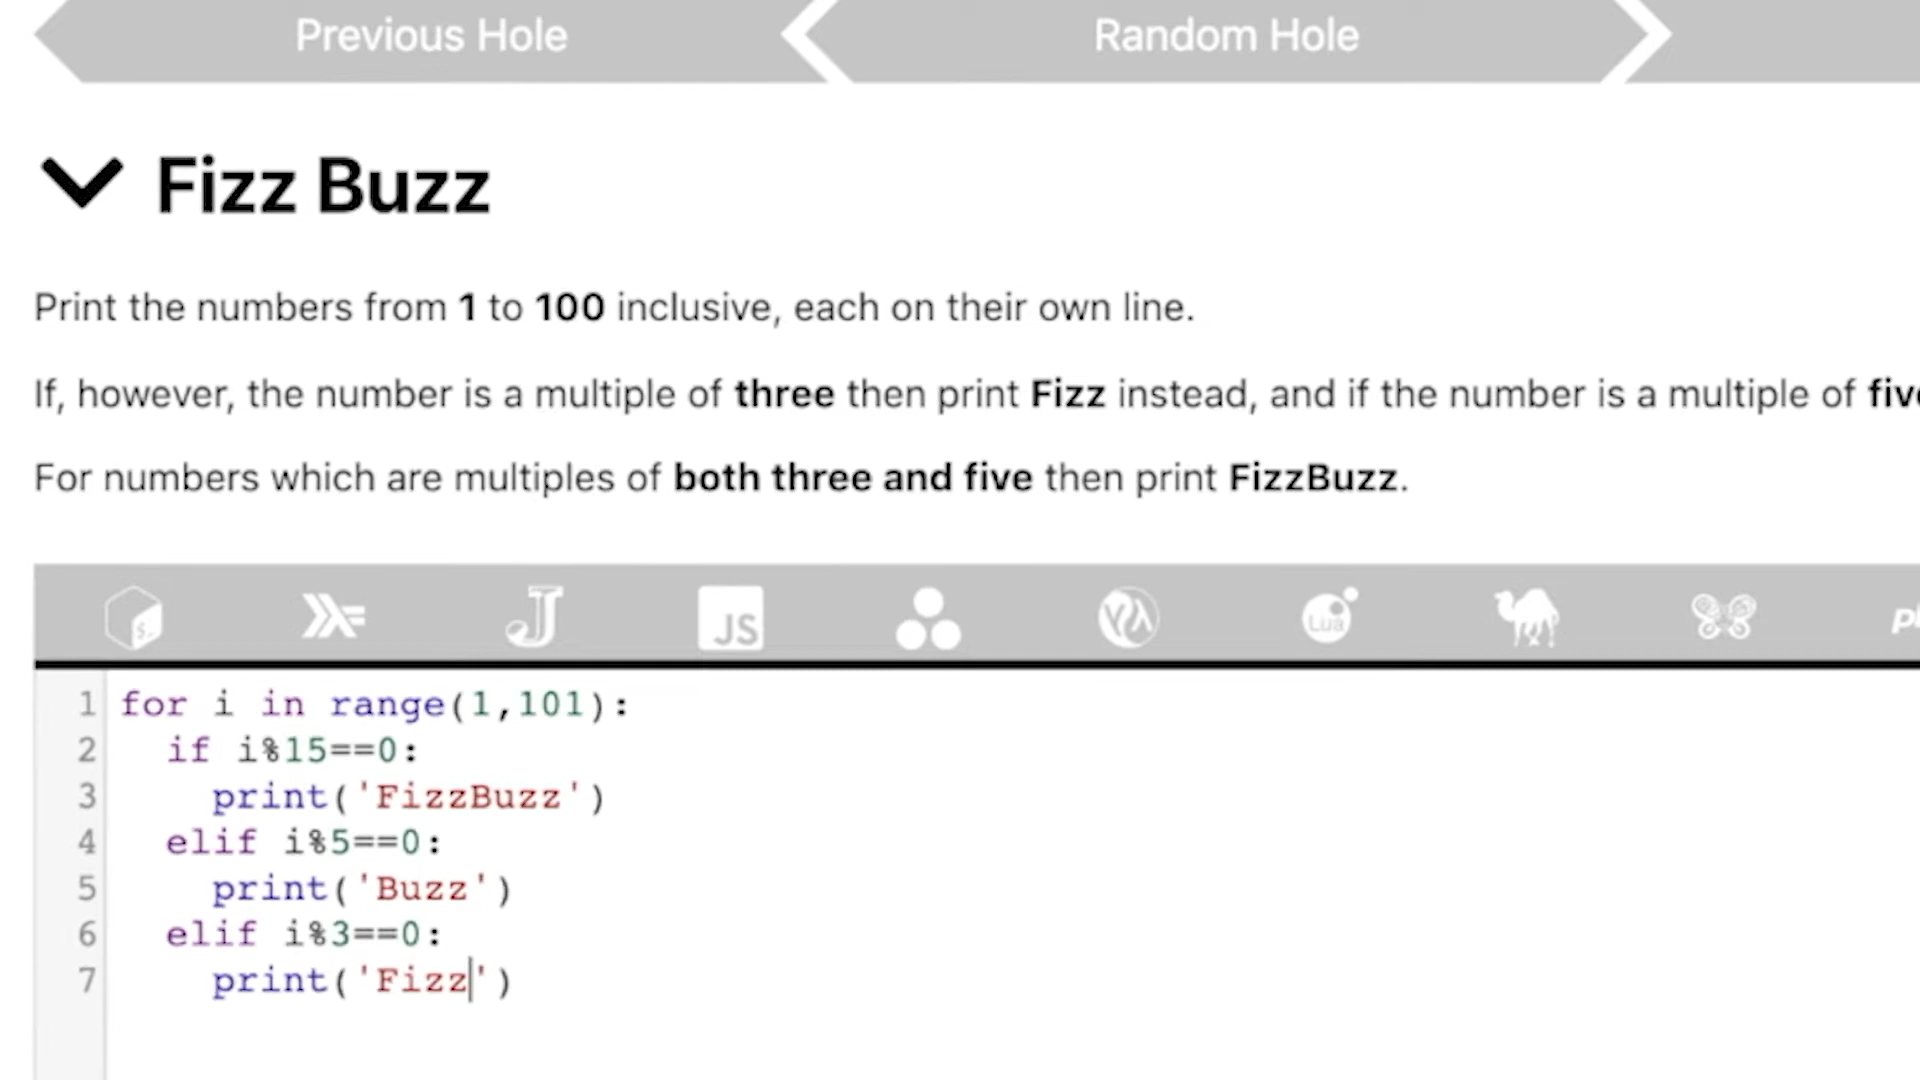 Previous Hole
Random Hole
Fizz Buzz
Print the numbers from 1 to 100 inclusive, each on their own line.
If, however, the number is a multiple of three then print Fizz instead, and if the number is a multiple of five
For numbers which are multiples of both three and five then print FizzBuzz.
$_ J JS Lua
1 for i in range(1,101):
2   if i%15==0:
3     print('FizzBuzz')
4   elif i%5==0:
5     print('Buzz')
6   elif i%3==0:
7     print('Fizz')